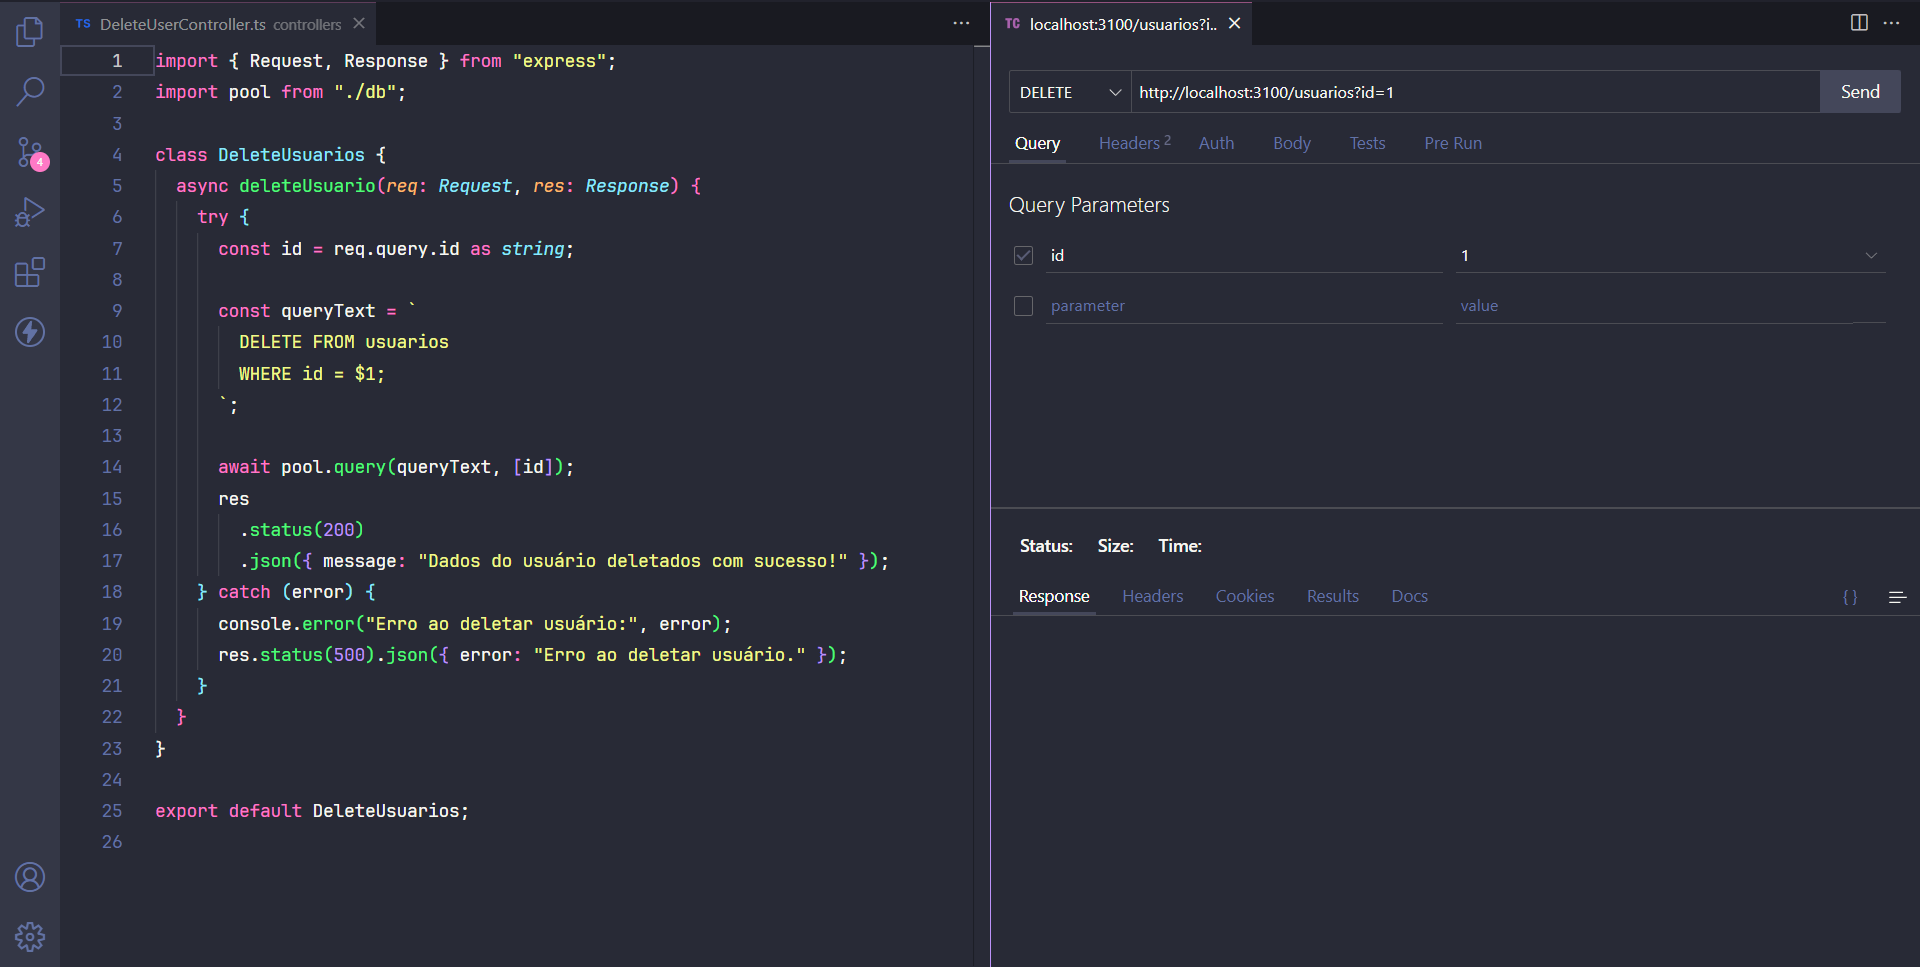 TS DeleteUserController.ts controllers
1 import { Request, Response } from "express";
2 import pool from "./db";
3
4 class DeleteUsuarios {
5 async deleteUsuario(req: Request, res: Response) {
6 try {
7 const id = req.query.id as string;
8
9 const queryText = `
10 DELETE FROM usuarios
11 WHERE id = $1;
12 `;
13
14 await pool.query(queryText, [id]);
15 res
16 .status(200)
17 .json({ message: "Dados do usuário deletados com sucesso!" });
18 } catch (error) {
19 console.error("Erro ao deletar usuário:", error);
20 res.status(500).json({ error: "Erro ao deletar usuário." });
21 }
22 }
23 }
24
25 export default DeleteUsuarios;
26
4
TC localhost:3100/usuarios?i..
DELETE http://localhost:3100/usuarios?id=1 Send
Query Headers 2 Auth Body Tests Pre Run
Query Parameters
id 1
parameter value
Status: Size: Time:
Response Headers Cookies Results Docs { }